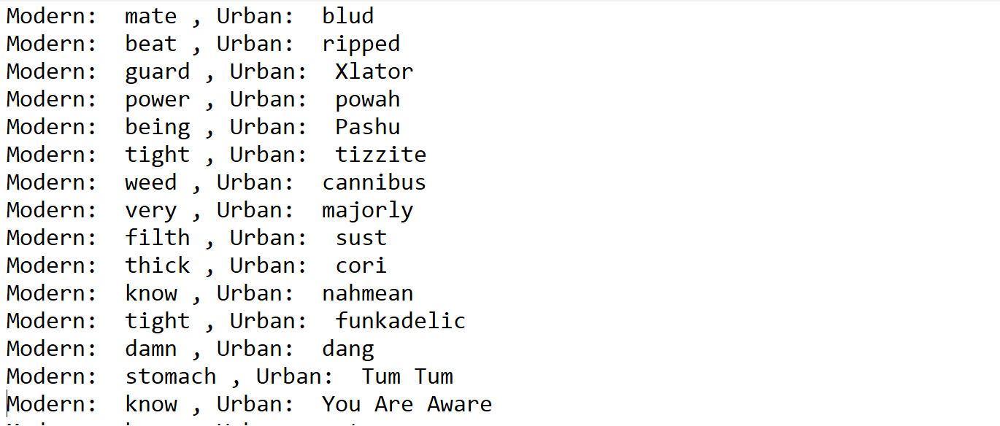 Modern:  mate , Urban:  blud
Modern:  beat , Urban:  ripped
Modern:  guard , Urban:  Xlator
Modern:  power , Urban:  powah
Modern:  being , Urban:  Pashu
Modern:  tight , Urban:  tizzite
Modern:  weed , Urban:  cannibus
Modern:  very , Urban:  majorly
Modern:  filth , Urban:  sust
Modern:  thick , Urban:  cori
Modern:  know , Urban:  nahmean
Modern:  tight , Urban:  funkadelic
Modern:  damn , Urban:  dang
Modern:  stomach , Urban:  Tum Tum
Modern:  know , Urban:  You Are Aware